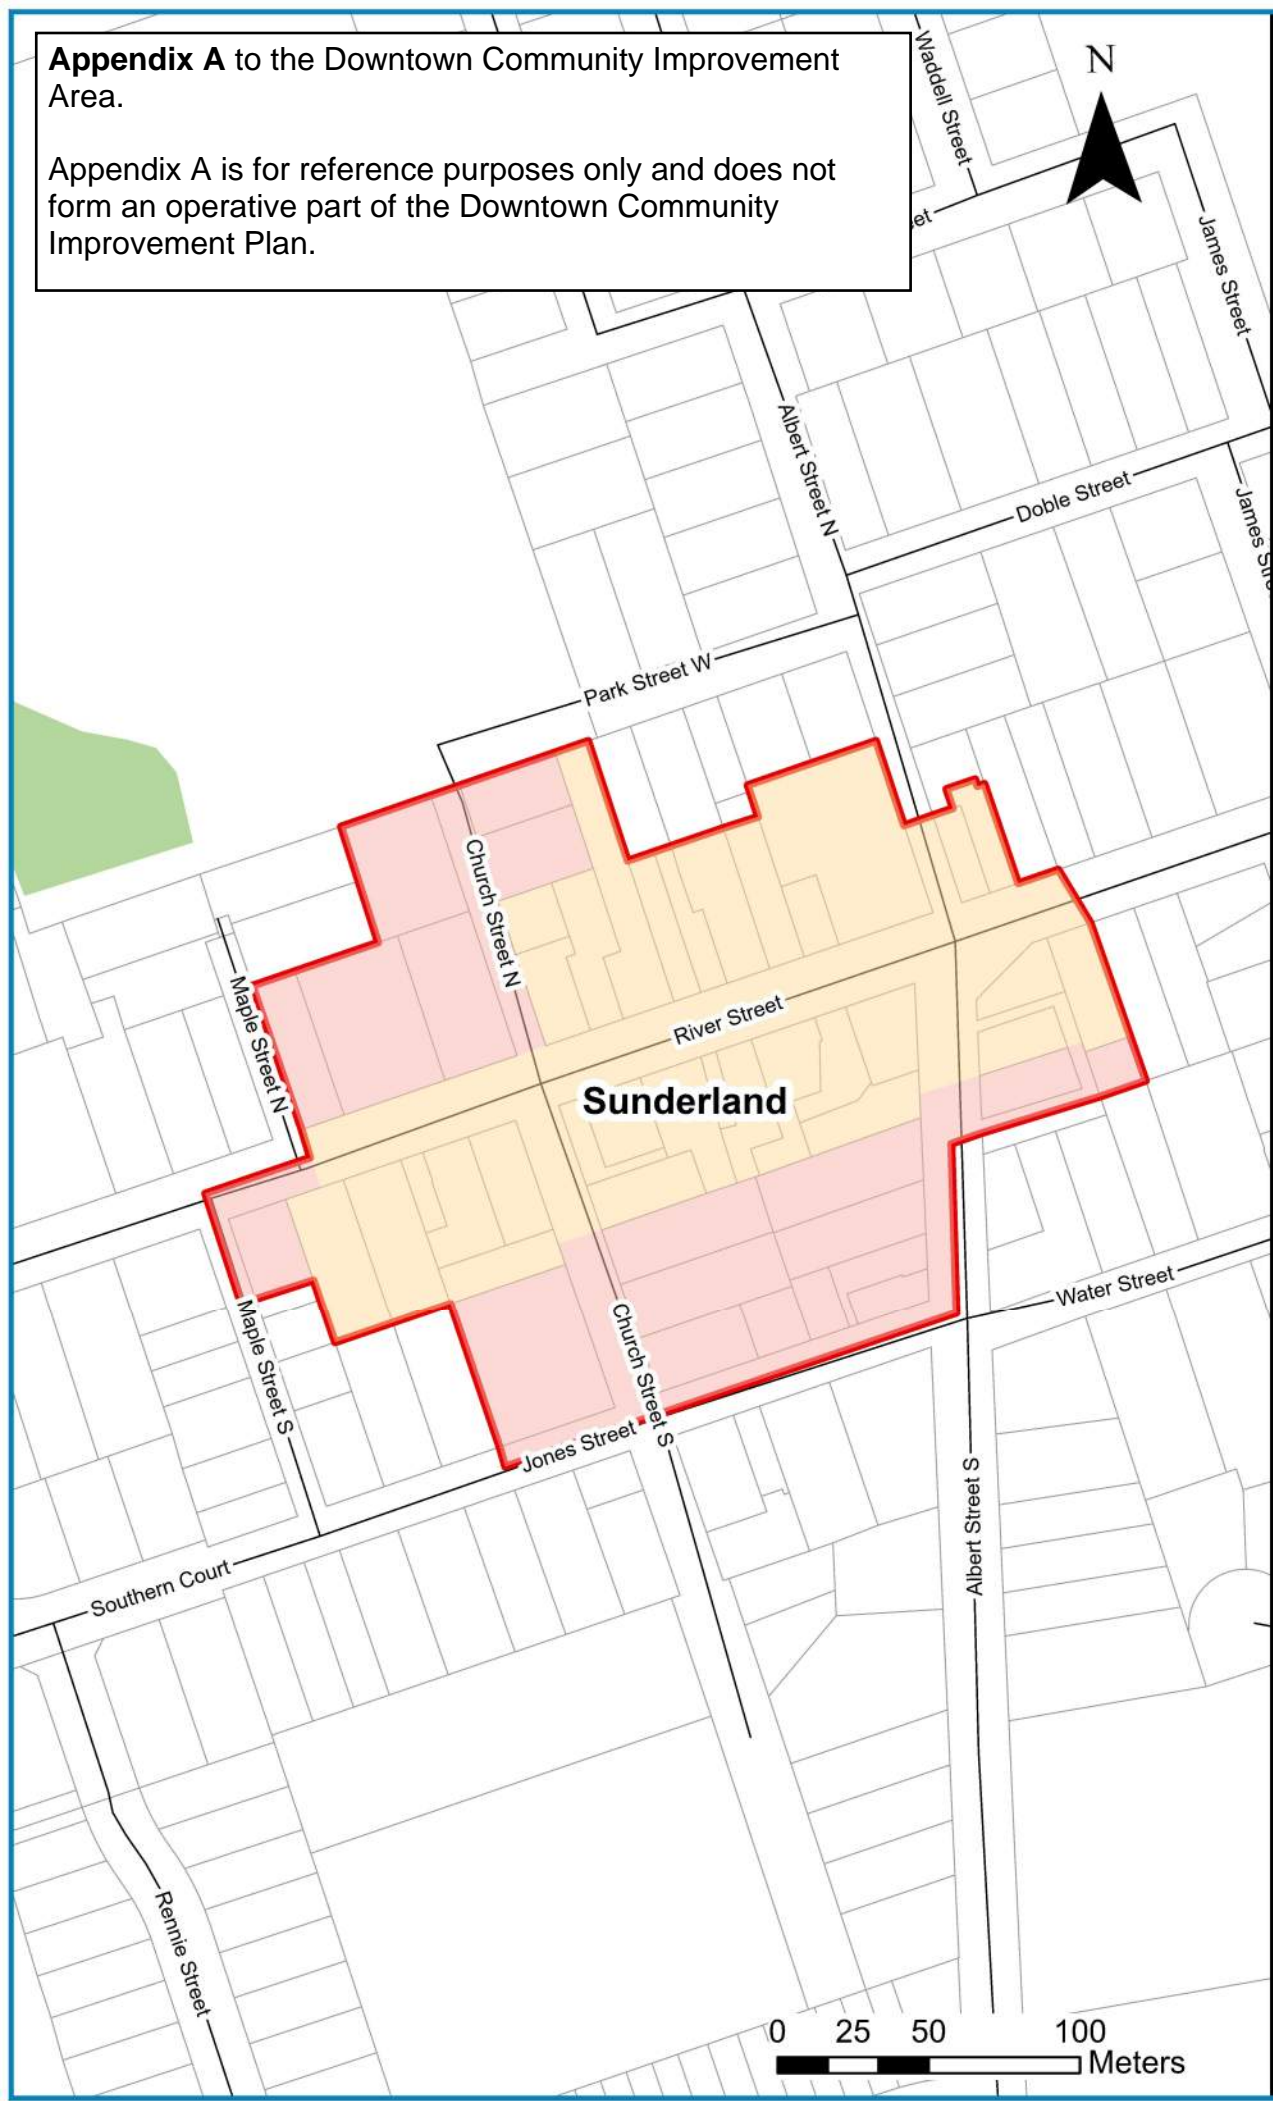 Appendix A to the Downtown Community Improvement
Area.
Appendix A is for reference purposes only and does not
form an operative part of the Downtown Community
Improvement Plan.
N
Waddell Street
et
James Street
Albert Street N
Doble Street
James Stre
Park Street W
Church Street N
Maple Street N
River Street
Sunderland
Water Street
Maple Street S
Church Street S
Jones Street
Albert Street S
Southern Court
Rennie Street
0 25 50 100
Meters